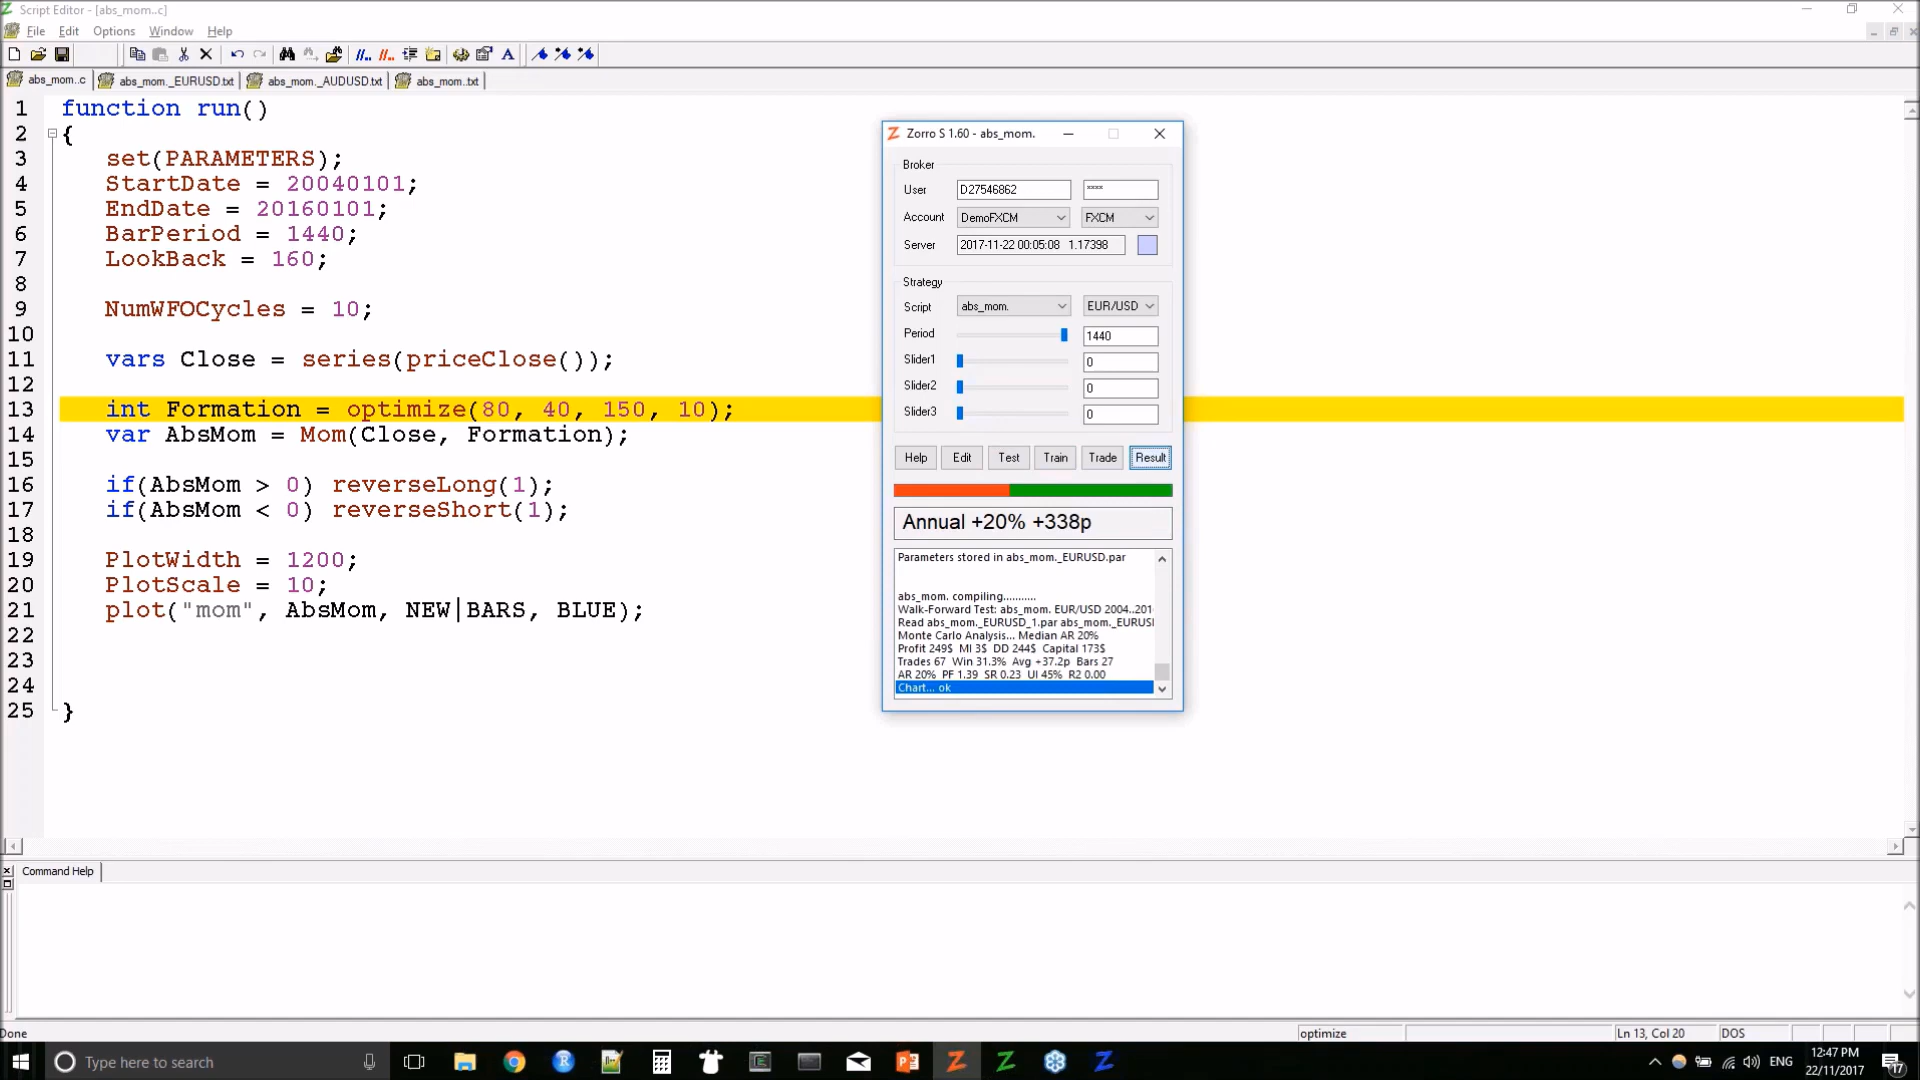 Script Editor - [abs_mom..c]
File Edit Options Window Help
abs_mom..c abs_mom._EURUSD.txt abs_mom._AUDUSD.txt abs_mom..txt
1 function run()
2 {
3 set(PARAMETERS);
4 StartDate = 20040101;
5 EndDate = 20160101;
6 BarPeriod = 1440;
7 LookBack = 160;
8
9 NumWFOCycles = 10;
10
11 vars Close = series(priceClose());
12
13 int Formation = optimize(80, 40, 150, 10);
14 var AbsMom = Mom(Close, Formation);
15
16 if(AbsMom > 0) reverseLong(1);
17 if(AbsMom < 0) reverseShort(1);
18
19 PlotWidth = 1200;
20 PlotScale = 10;
21 plot("mom", AbsMom, NEW|BARS, BLUE);
22
23
24
25 }
Zorro S 1.60 - abs_mom.
Broker
User D27546862 ****
Account DemoFXCM FXCM
Server 2017-11-22 00:05:08 1.17398
Strategy
Script abs_mom. EUR/USD
Period 1440
Slider1 0
Slider2 0
Slider3 0
Help Edit Test Train Trade Result
Annual +20% +338p
Parameters stored in abs_mom._EURUSD.par
abs_mom. compiling..........
Walk-Forward Test: abs_mom. EUR/USD 2004..201
Read abs_mom._EURUSD_1.par abs_mom._EURUSD
Monte Carlo Analysis... Median AR 20%
Profit 249$ MI 3$ DD 244$ Capital 173$
Trades 67 Win 31.3% Avg +37.2p Bars 27
AR 20% PF 1.39 SR 0.23 UI 45% R2 0.00
Chart... ok
Command Help
Done optimize Ln 13, Col 20 DOS
Type here to search
ENG
12:47 PM
22/11/2017
17